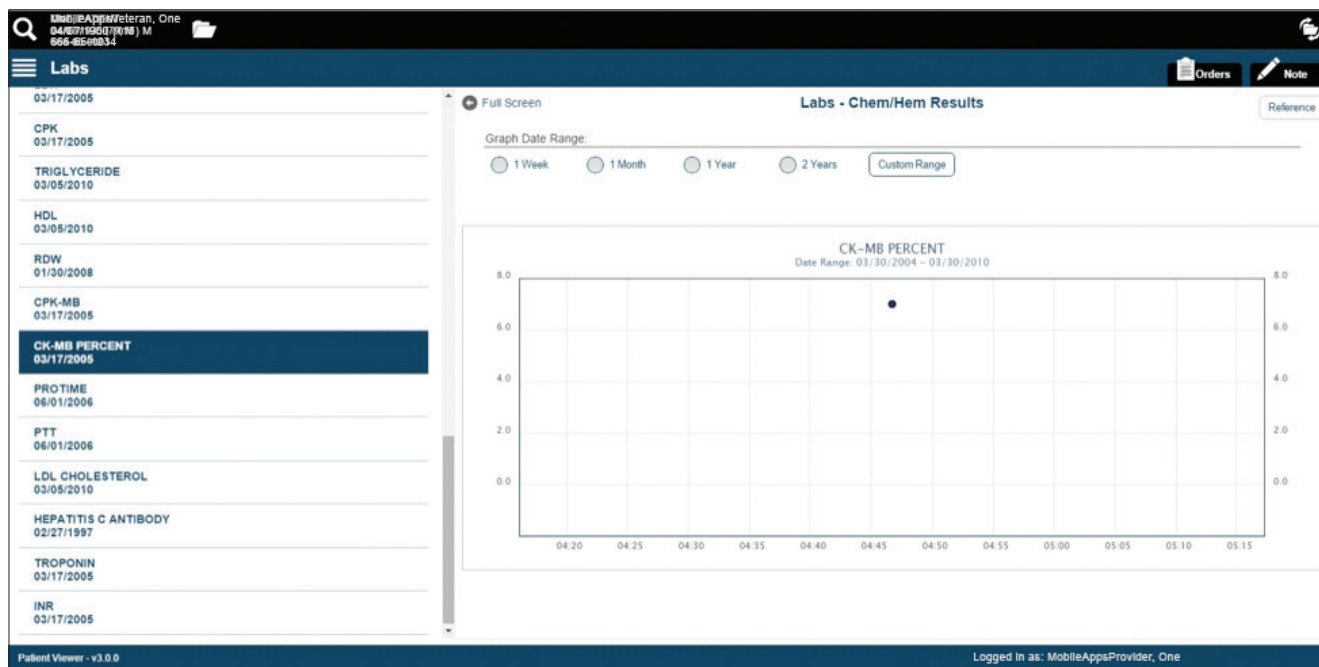 Veteran, One
M
Labs
Orders
Note
03/17/2005
CPK
03/17/2005
TRIGLYCERIDE
03/05/2010
HDL
03/05/2010
RDW
01/30/2008
CPK-MB
03/17/2005
CK-MB PERCENT
03/17/2005
PROTIME
06/01/2006
PTT
06/01/2006
LDL CHOLESTEROL
03/05/2010
HEPATITIS C ANTIBODY
02/27/1997
TROPONIN
03/17/2005
INR
03/17/2005
Full Screen
Labs - Chem/Hem Results
Reference
Graph Date Range:
1 Week 1 Month 1 Year 2 Years Custom Range
CK-MB PERCENT
Date Range: 03/30/2004 - 03/30/2010
8.0 8.0
6.0 6.0
4.0 4.0
2.0 2.0
0.0 0.0
04:20 04:25 04:30 04:35 04:40 04:45 04:50 04:55 05:00 05:05 05:10 05:15
Patient Viewer - v3.0.0
Logged in as: MobileAppsProvider, One